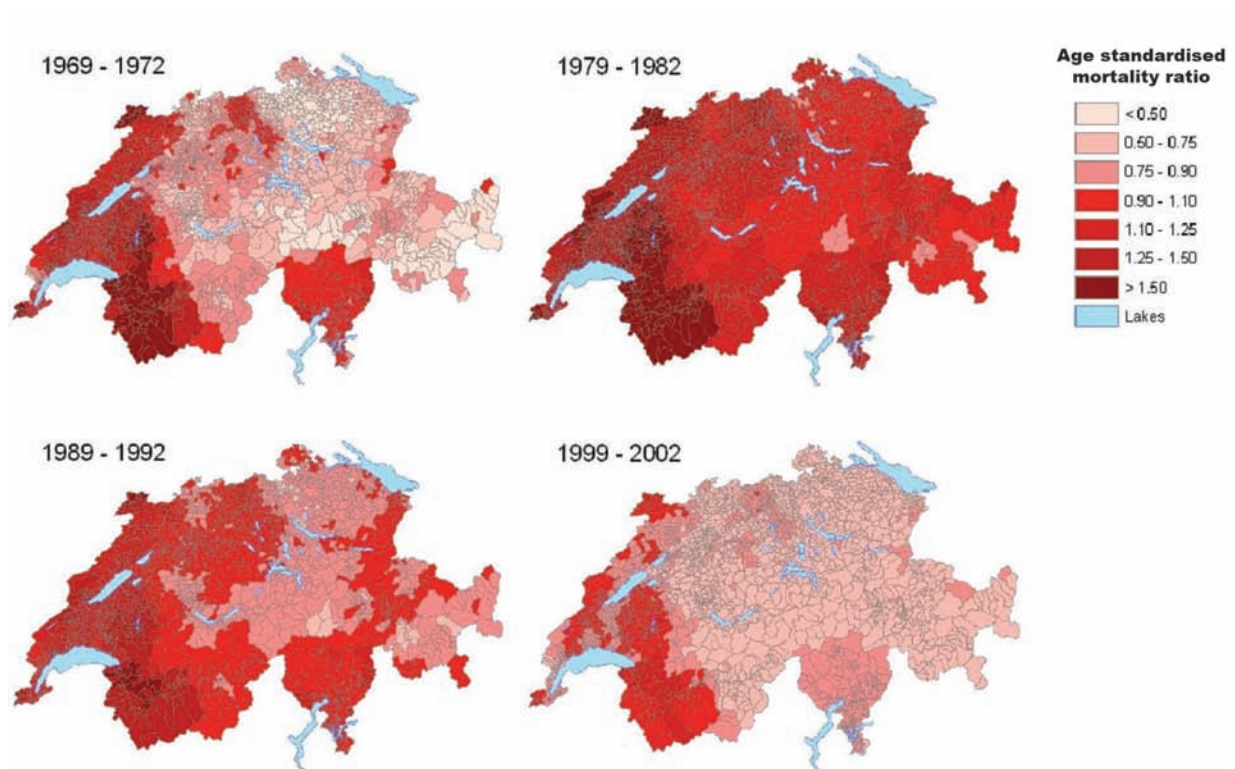 1969 - 1972
1979 - 1982
Age standardised
mortality ratio
< 0.50
0.60 - 0.75
0.75 - 0.90
0.90 - 1.10
1.10 - 1.25
1.25 - 1.50
> 1.50
Lakes
1989 - 1992
1999 - 2002